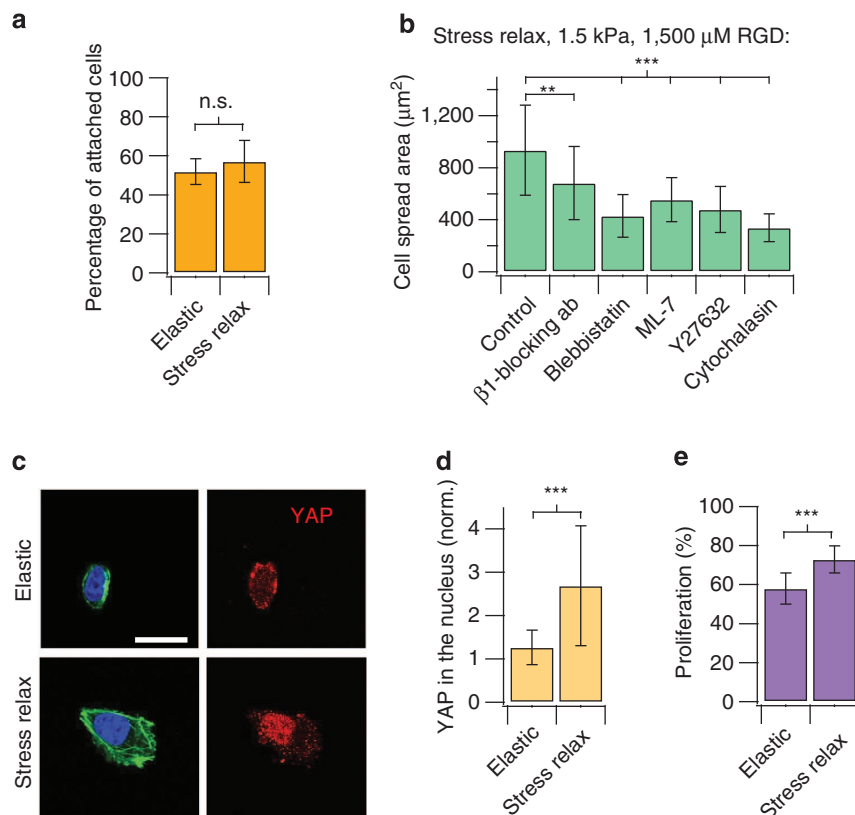 a
Percentage of attached cells
100
80
60
40
20
0
n.s.
Elastic
Stress relax
b
Stress relax, 1.5 kPa, 1,500 μM RGD:
Cell spread area (μm²)
1,200
800
400
0
***
**
Control
β1-blocking ab
Blebbistatin
ML-7
Y27632
Cytochalasin
c
YAP
Elastic
Stress relax
d
YAP in the nucleus (norm.)
4
3
2
1
0
***
Elastic
Stress relax
e
Proliferation (%)
100
80
60
40
20
0
***
Elastic
Stress relax